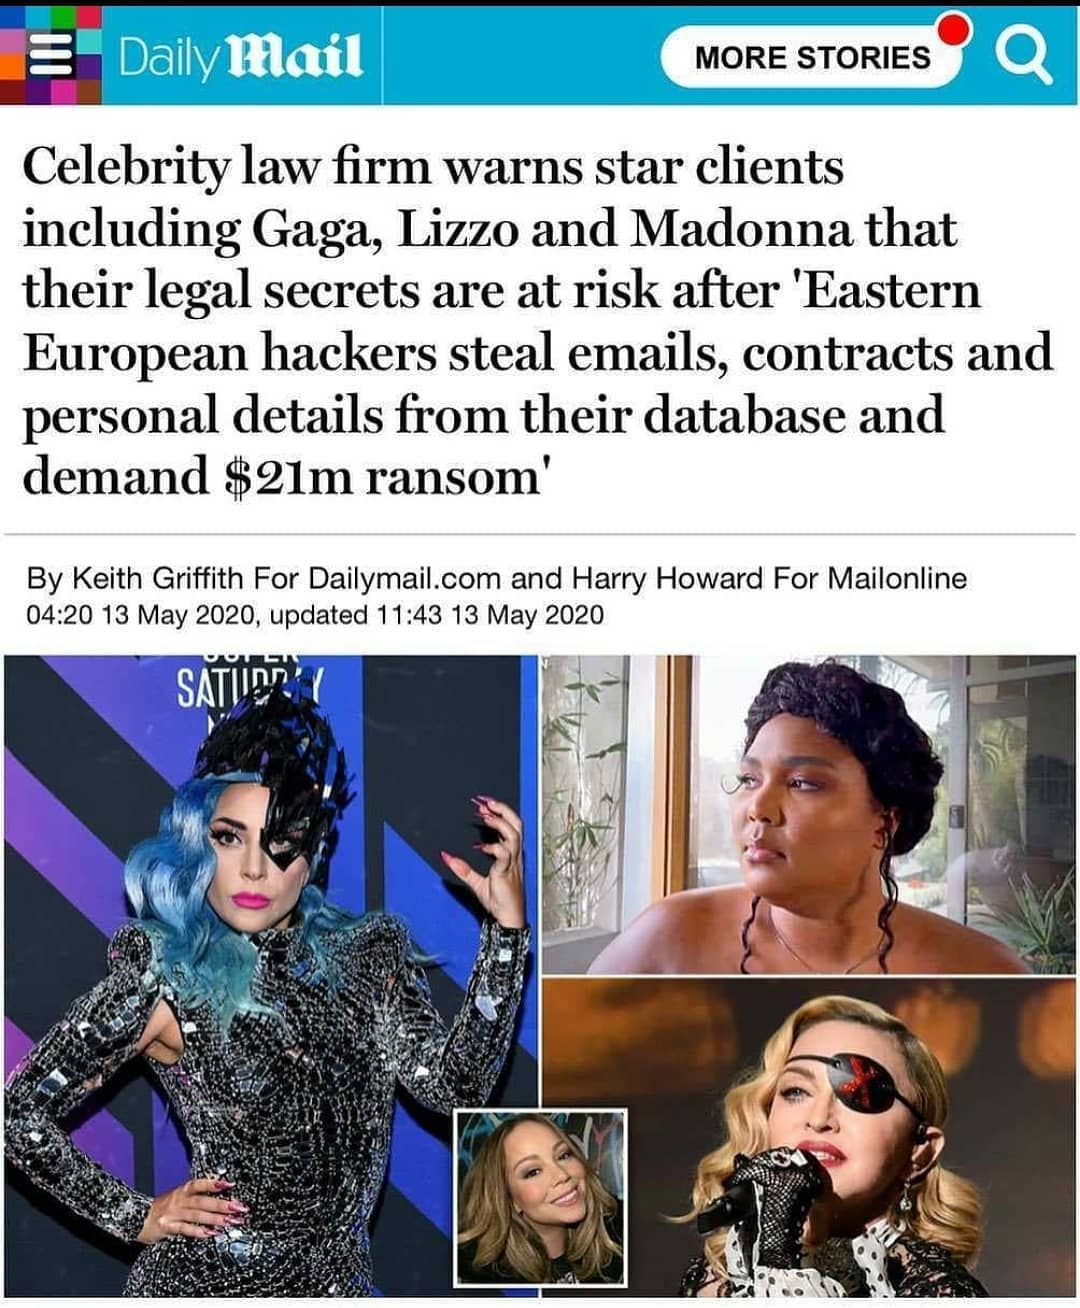 Daily Mail
MORE STORIES
Celebrity law firm warns star clients
including Gaga, Lizzo and Madonna that
their legal secrets are at risk after 'Eastern
European hackers steal emails, contracts and
personal details from their database and
demand $21m ransom'
By Keith Griffith For Dailymail.com and Harry Howard For Mailonline
04:20 13 May 2020, updated 11:43 13 May 2020